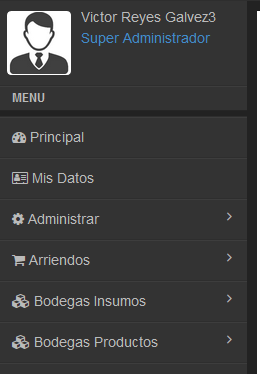 Victor Reyes Galvez3
Super Administrador
MENU
Principal
Mis Datos
Administrar
Arriendos
Bodegas Insumos
Bodegas Productos